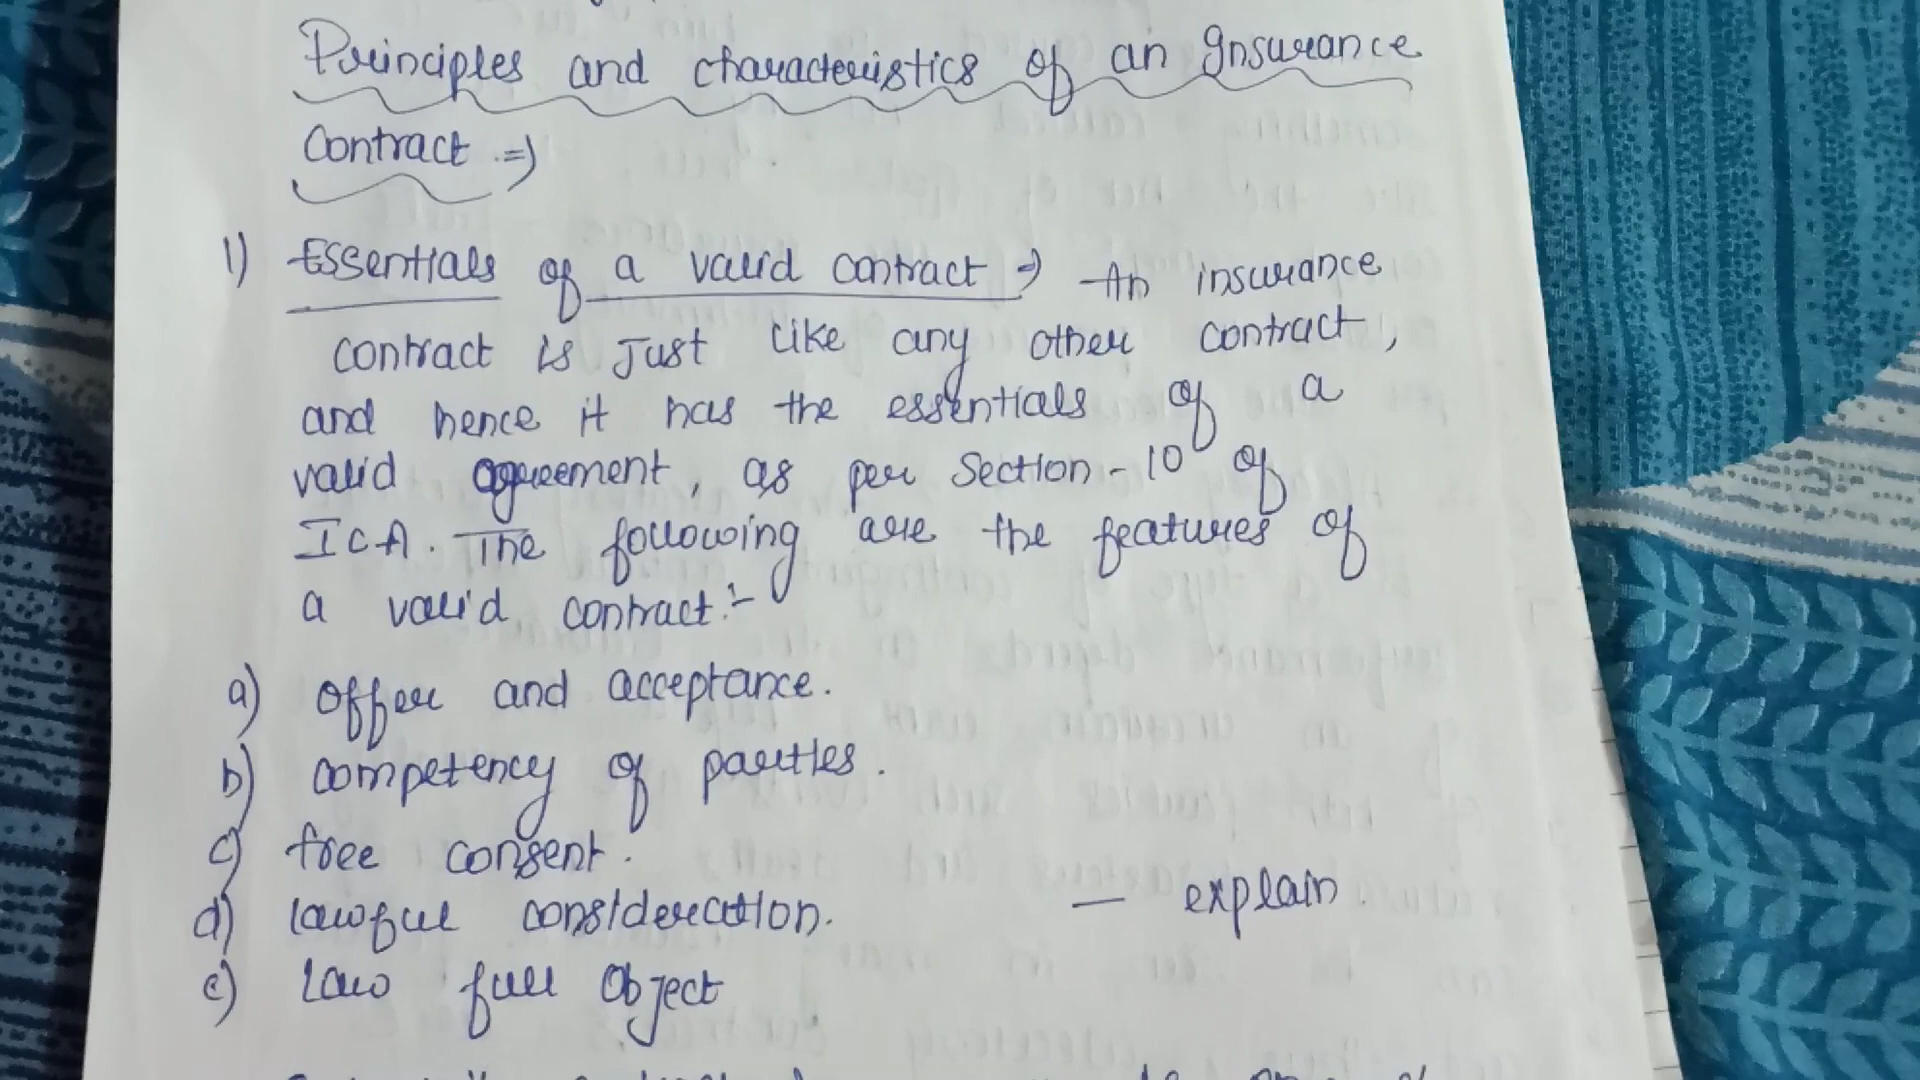 Principles and characteristics of an Insurance
Contract =)
1) Essentials of a valid contract => An insurance
contract is just like any other contract,
and hence it has the essentials of a
valid agreement, as per Section - 10 of
ICA. The following are the features of
a valid contract :-
a) Offer and acceptance.
b) competency of parties.
c) free consent.
d) lawful consideration. — explain.
e) law full Object